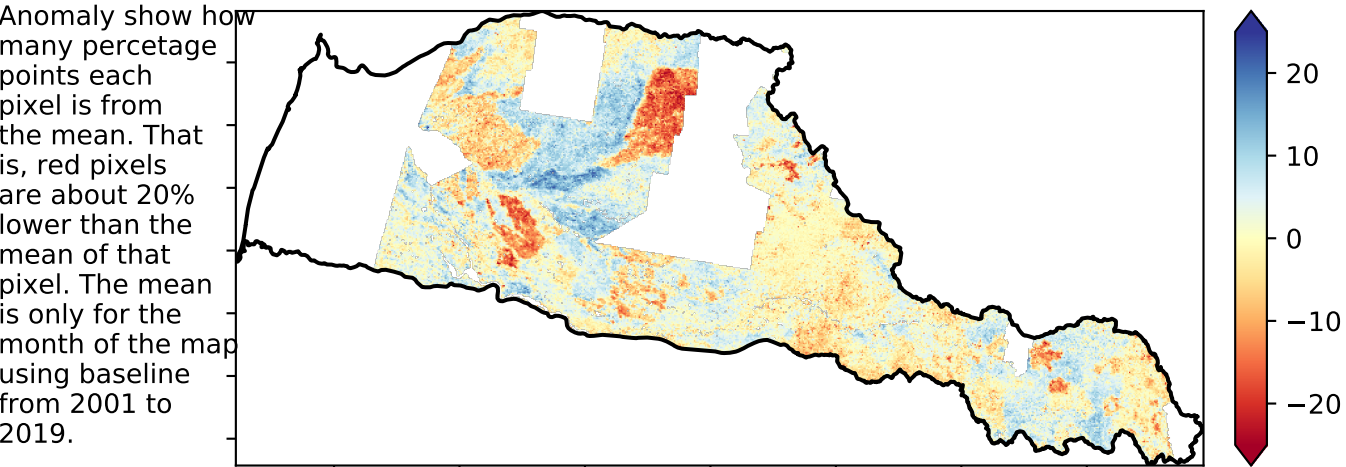 Anomaly show how
many percetage
points each
pixel is from
the mean. That
is, red pixels
are about 20%
lower than the
mean of that
pixel. The mean
is only for the
month of the map
using baseline
from 2001 to
2019.
20
10
0
−10
−20